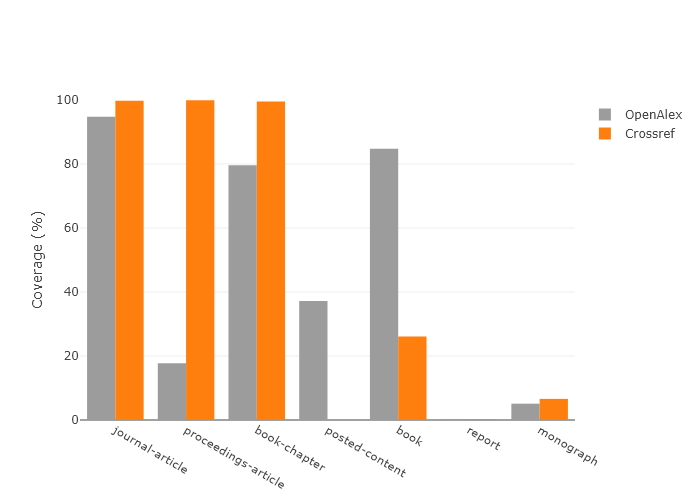 100
80
60
40
20
0
Coverage (%)
journal-article
proceedings-article
book-chapter
posted-content
book
report
monograph
OpenAlex
Crossref